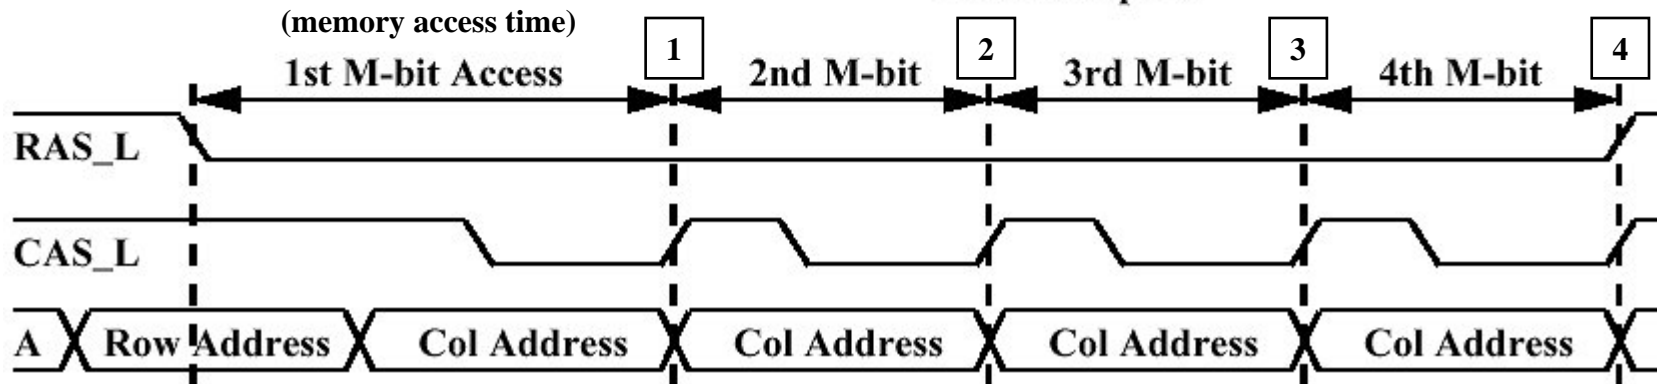 (memory access time)
1 2 3 4
1st M-bit Access 2nd M-bit 3rd M-bit 4th M-bit
RAS_L
CAS_L
A Row Address Col Address Col Address Col Address Col Address